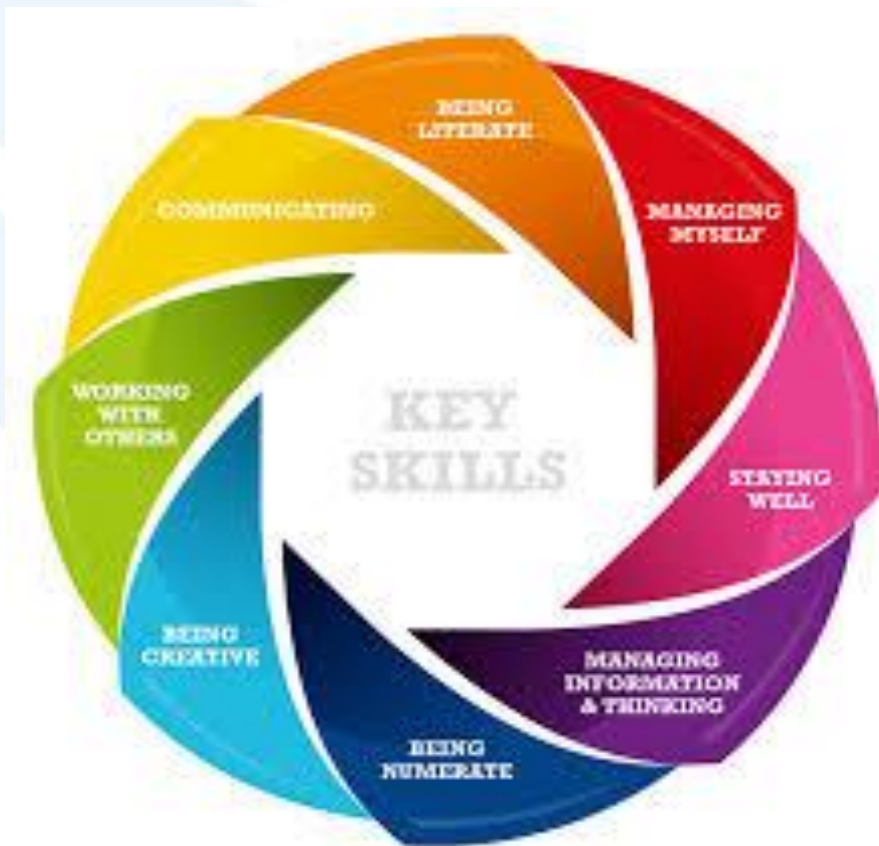 BEING
LITERATE
MANAGING
MYSELF
STAYING
WELL
MANAGING
INFORMATION
& THINKING
BEING
NUMERATE
BEING
CREATIVE
WORKING
WITH
OTHERS
COMMUNICATING
KEY
SKILLS